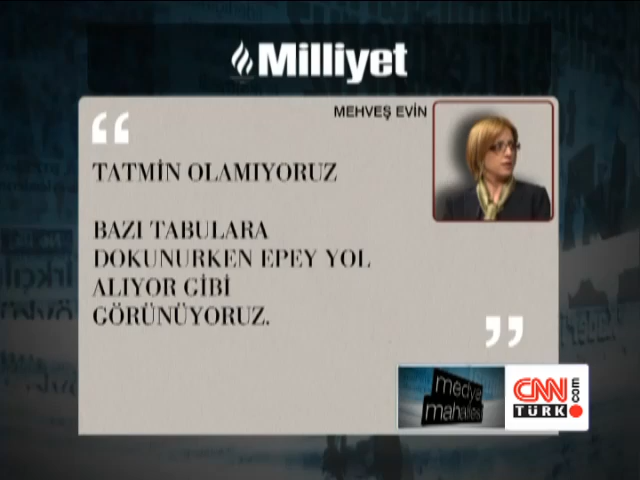 Milliyet
MEHVEŞ EVİN
“
TATMİN OLAMIYORUZ
BAZI TABULARA
DOKUNURKEN EPEY YOL
ALIYOR GİBİ
GÖRÜNÜYORUZ.
”
medya
mahallesi
CNN
TÜRK
.com